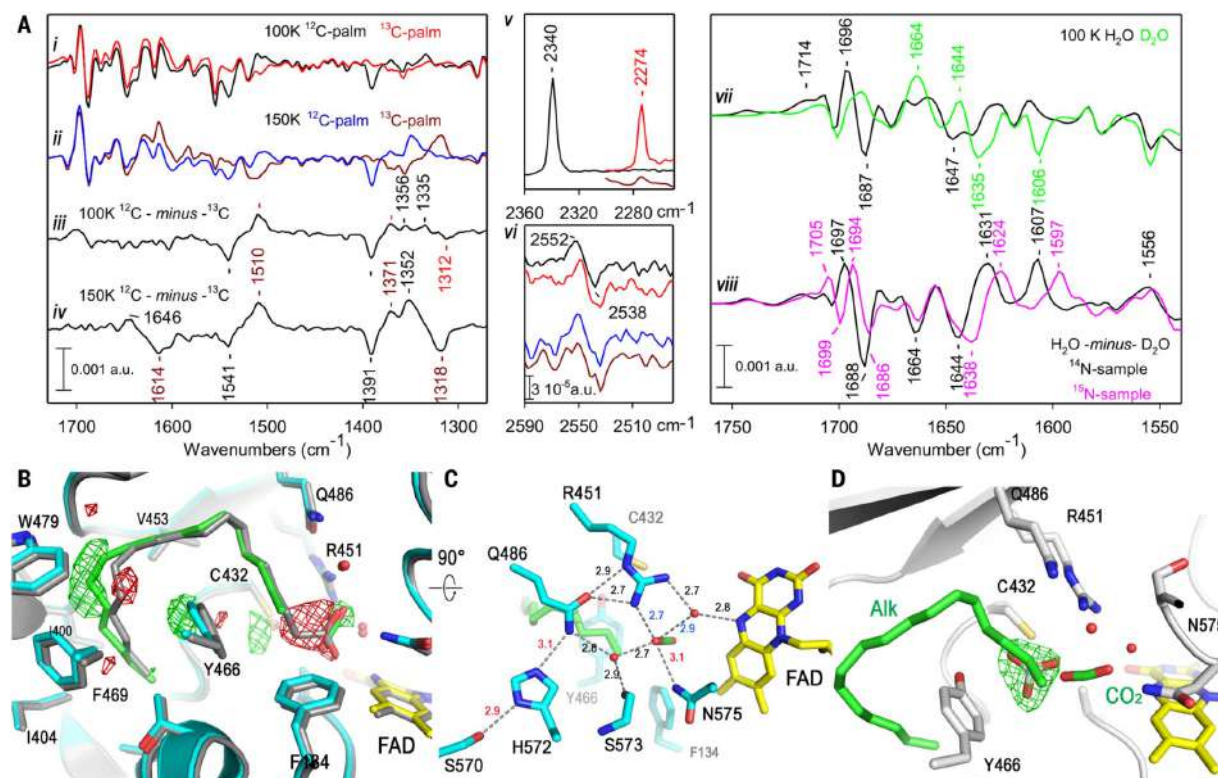 A
i
100K ¹²C-palm ¹³C-palm
ii
150K ¹²C-palm ¹³C-palm
1356
1335
iii
100K ¹²C - minus -¹³C
1510
1371
1352
1312
iv
150K ¹²C - minus -¹³C
1646
0.001 a.u.
1614
1541
1391
1318
1700 1600 1500 1400 1300
Wavenumbers (cm⁻¹)
v
2340
2274
2360 2320 2280 cm⁻¹
vi
2552
2538
3 10⁻⁵a.u.
2590 2550 2510 cm⁻¹
100 K H₂O D₂O
vii
1714
1696
1664
1644
1687
1647
1635
1606
1705
1697
1694
1631
1624
1607
1597
1556
viii
0.001 a.u.
1699
1688
1686
1664
1644
1638
H₂O -minus- D₂O
¹⁴N-sample
¹⁵N-sample
1750 1700 1650 1600 1550
Wavenumber (cm⁻¹)
B
W479
V453
Q486
R451
C432
I400
Y466
F469
I404
F134
FAD
90°
C
R451
C432
Q486
2.9
2.7
2.7
2.7
2.8
2.9
3.1
2.8
2.7
3.1
2.9
2.9
Y466
FAD
N575
H572
S573
F134
S570
D
Q486
R451
C432
Alk
N575
CO₂
Y466